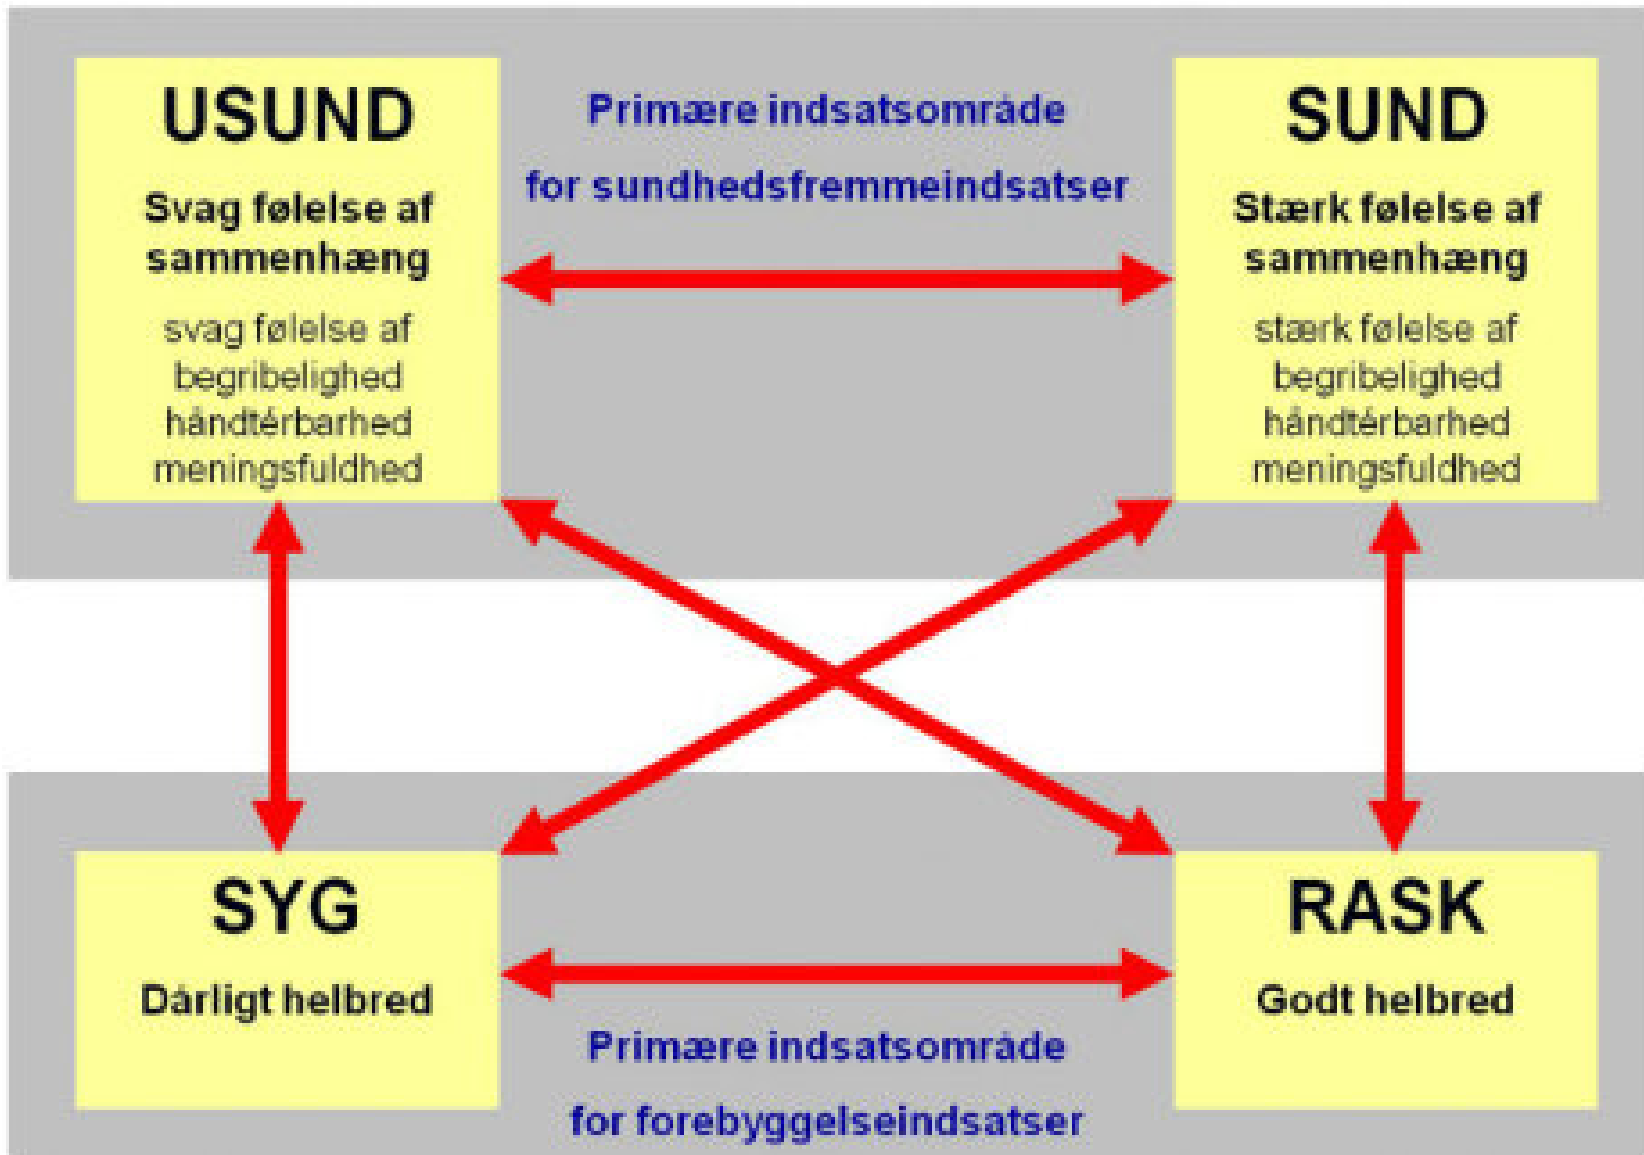 USUND
Svag følelse af
sammenhæng
svag følelse af
begribelighed
håndtérbarhed
meningsfuldhed
Primære indsatsområde
for sundhedsfremmeindsatser
SUND
Stærk følelse af
sammenhæng
stærk følelse af
begribelighed
håndtérbarhed
meningsfuldhed
SYG
Dårligt helbred
Primære indsatsområde
for forebyggelseindsatser
RASK
Godt helbred